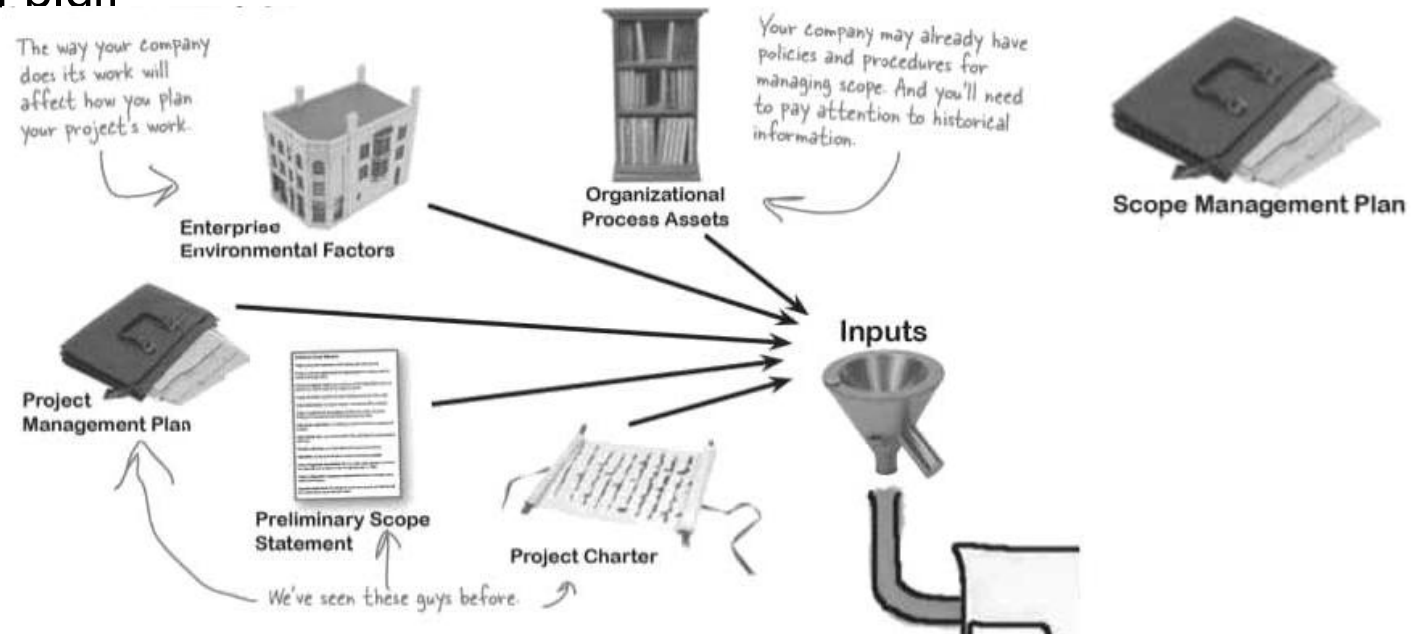 The way your company
does its work will
affect how you plan
your project's work.
Your company may already have
policies and procedures for
managing scope. And you'll need
to pay attention to historical
information.
Organizational
Process Assets
Scope Management Plan
Enterprise
Environmental Factors
Inputs
Project
Management Plan
Preliminary Scope
Statement
Project Charter
We've seen these guys before.